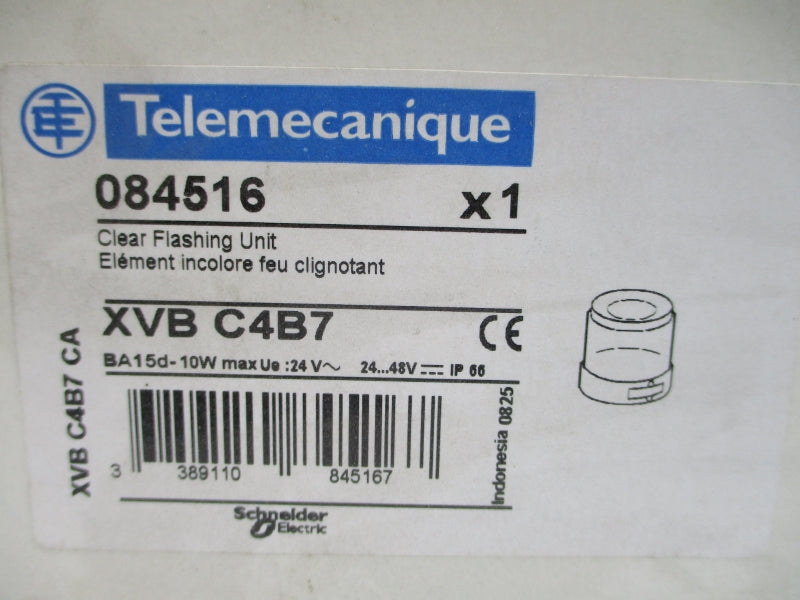 Telemecanique
084516 x1
Clear Flashing Unit
Elément incolore feu clignotant
XVB C4B7 CE
BA15d-10W max Ue :24 V~ 24...48V⎓ IP 66
XVB C4B7 CA
3 389110 845167
Indonesia 0825
Schneider
Electric